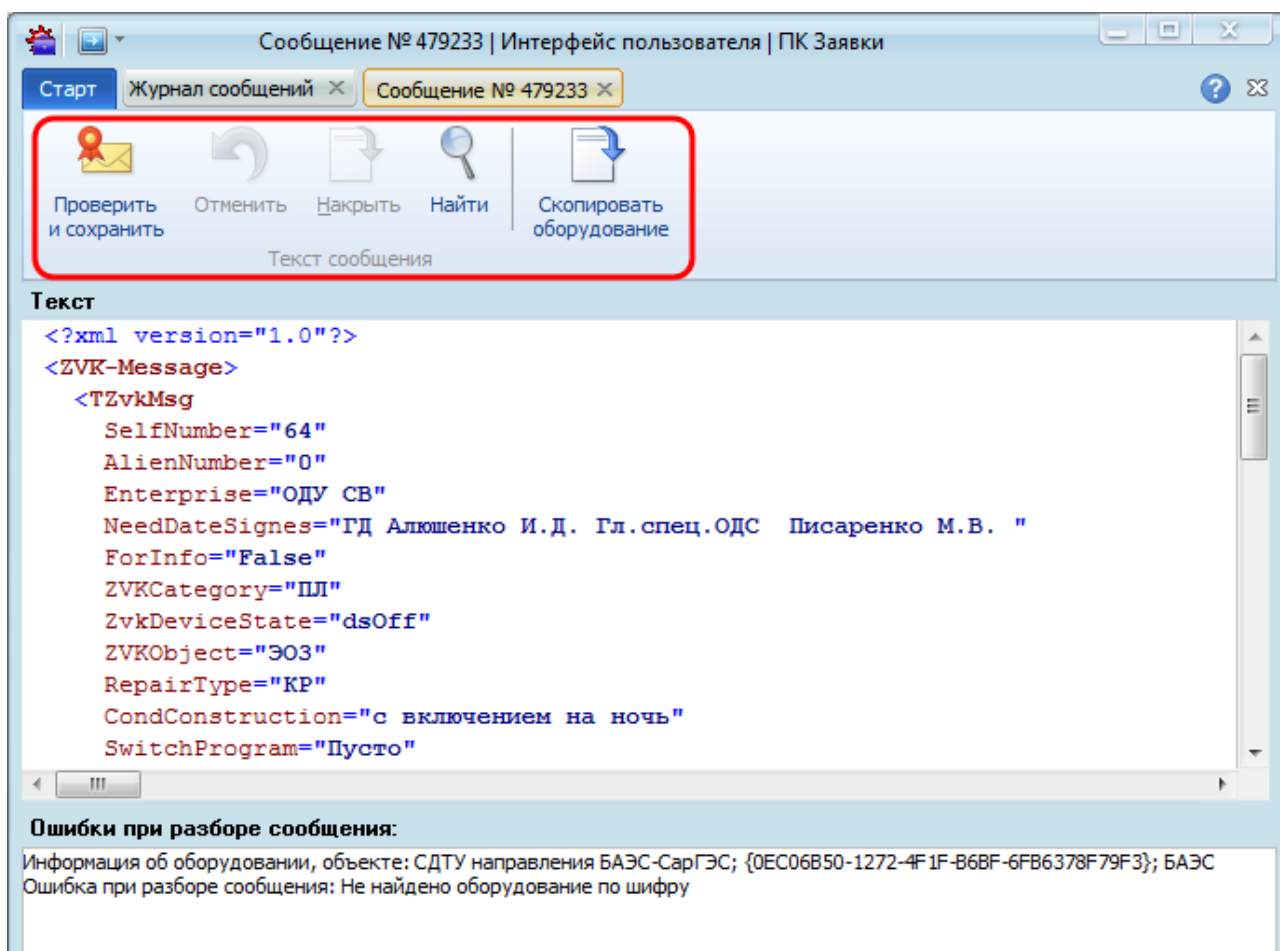 Сообщение № 479233 | Интерфейс пользователя | ПК Заявки
Старт Журнал сообщений Сообщение № 479233
Проверить и сохранить
Отменить
Накрыть
Найти
Скопировать оборудование
Текст сообщения
Текст
<?xml version="1.0"?>
<ZVK-Message>
<TZvkMsg
SelfNumber="64"
AlienNumber="0"
Enterprise="ОДУ СВ"
NeedDateSignes="ГД Алюшенко И.Д. Гл.спец.ОДС  Писаренко М.В. "
ForInfo="False"
ZVKCategory="ПЛ"
ZvkDeviceState="dsOff"
ZVKObject="ЭОЗ"
RepairType="КР"
CondConstruction="с включением на ночь"
SwitchProgram="Пусто"
Ошибки при разборе сообщения:
Информация об оборудовании, объекте: СДТУ направления БАЭС-СарГЭС; {0EC06B50-1272-4F1F-B6BF-6FB6378F79F3}; БАЭС
Ошибка при разборе сообщения: Не найдено оборудование по шифру